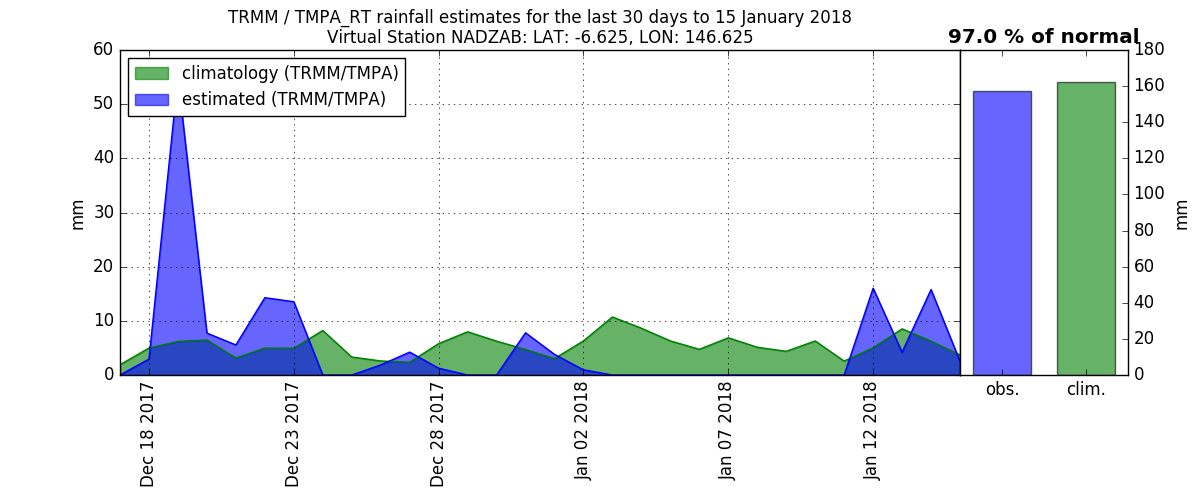 TRMM / TMPA_RT rainfall estimates for the last 30 days to 15 January 2018
Virtual Station NADZAB: LAT: -6.625, LON: 146.625
97.0 % of normal
climatology (TRMM/TMPA)
estimated (TRMM/TMPA)
60
50
40
30
20
10
0
mm
Dec 18 2017
Dec 23 2017
Dec 28 2017
Jan 02 2018
Jan 07 2018
Jan 12 2018
obs.
clim.
180
160
140
120
100
80
60
40
20
0
mm